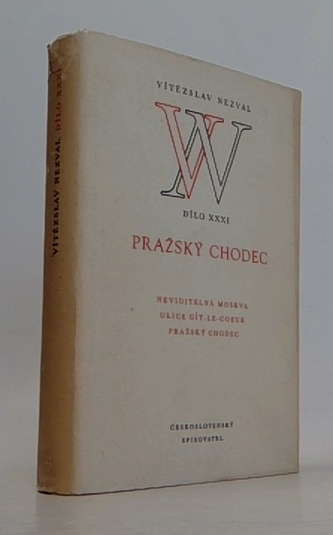 VÍTĚZSLAV NEZVAL DÍLO XXXI
VÍTĚZSLAV NEZVAL
VN
DÍLO XXXI
PRAŽSKÝ CHODEC
NEVIDITELNÁ MOSKVA
ULICE GÎT-LE-COEUR
PRAŽSKÝ CHODEC
ČESKOSLOVENSKÝ
SPISOVATEL